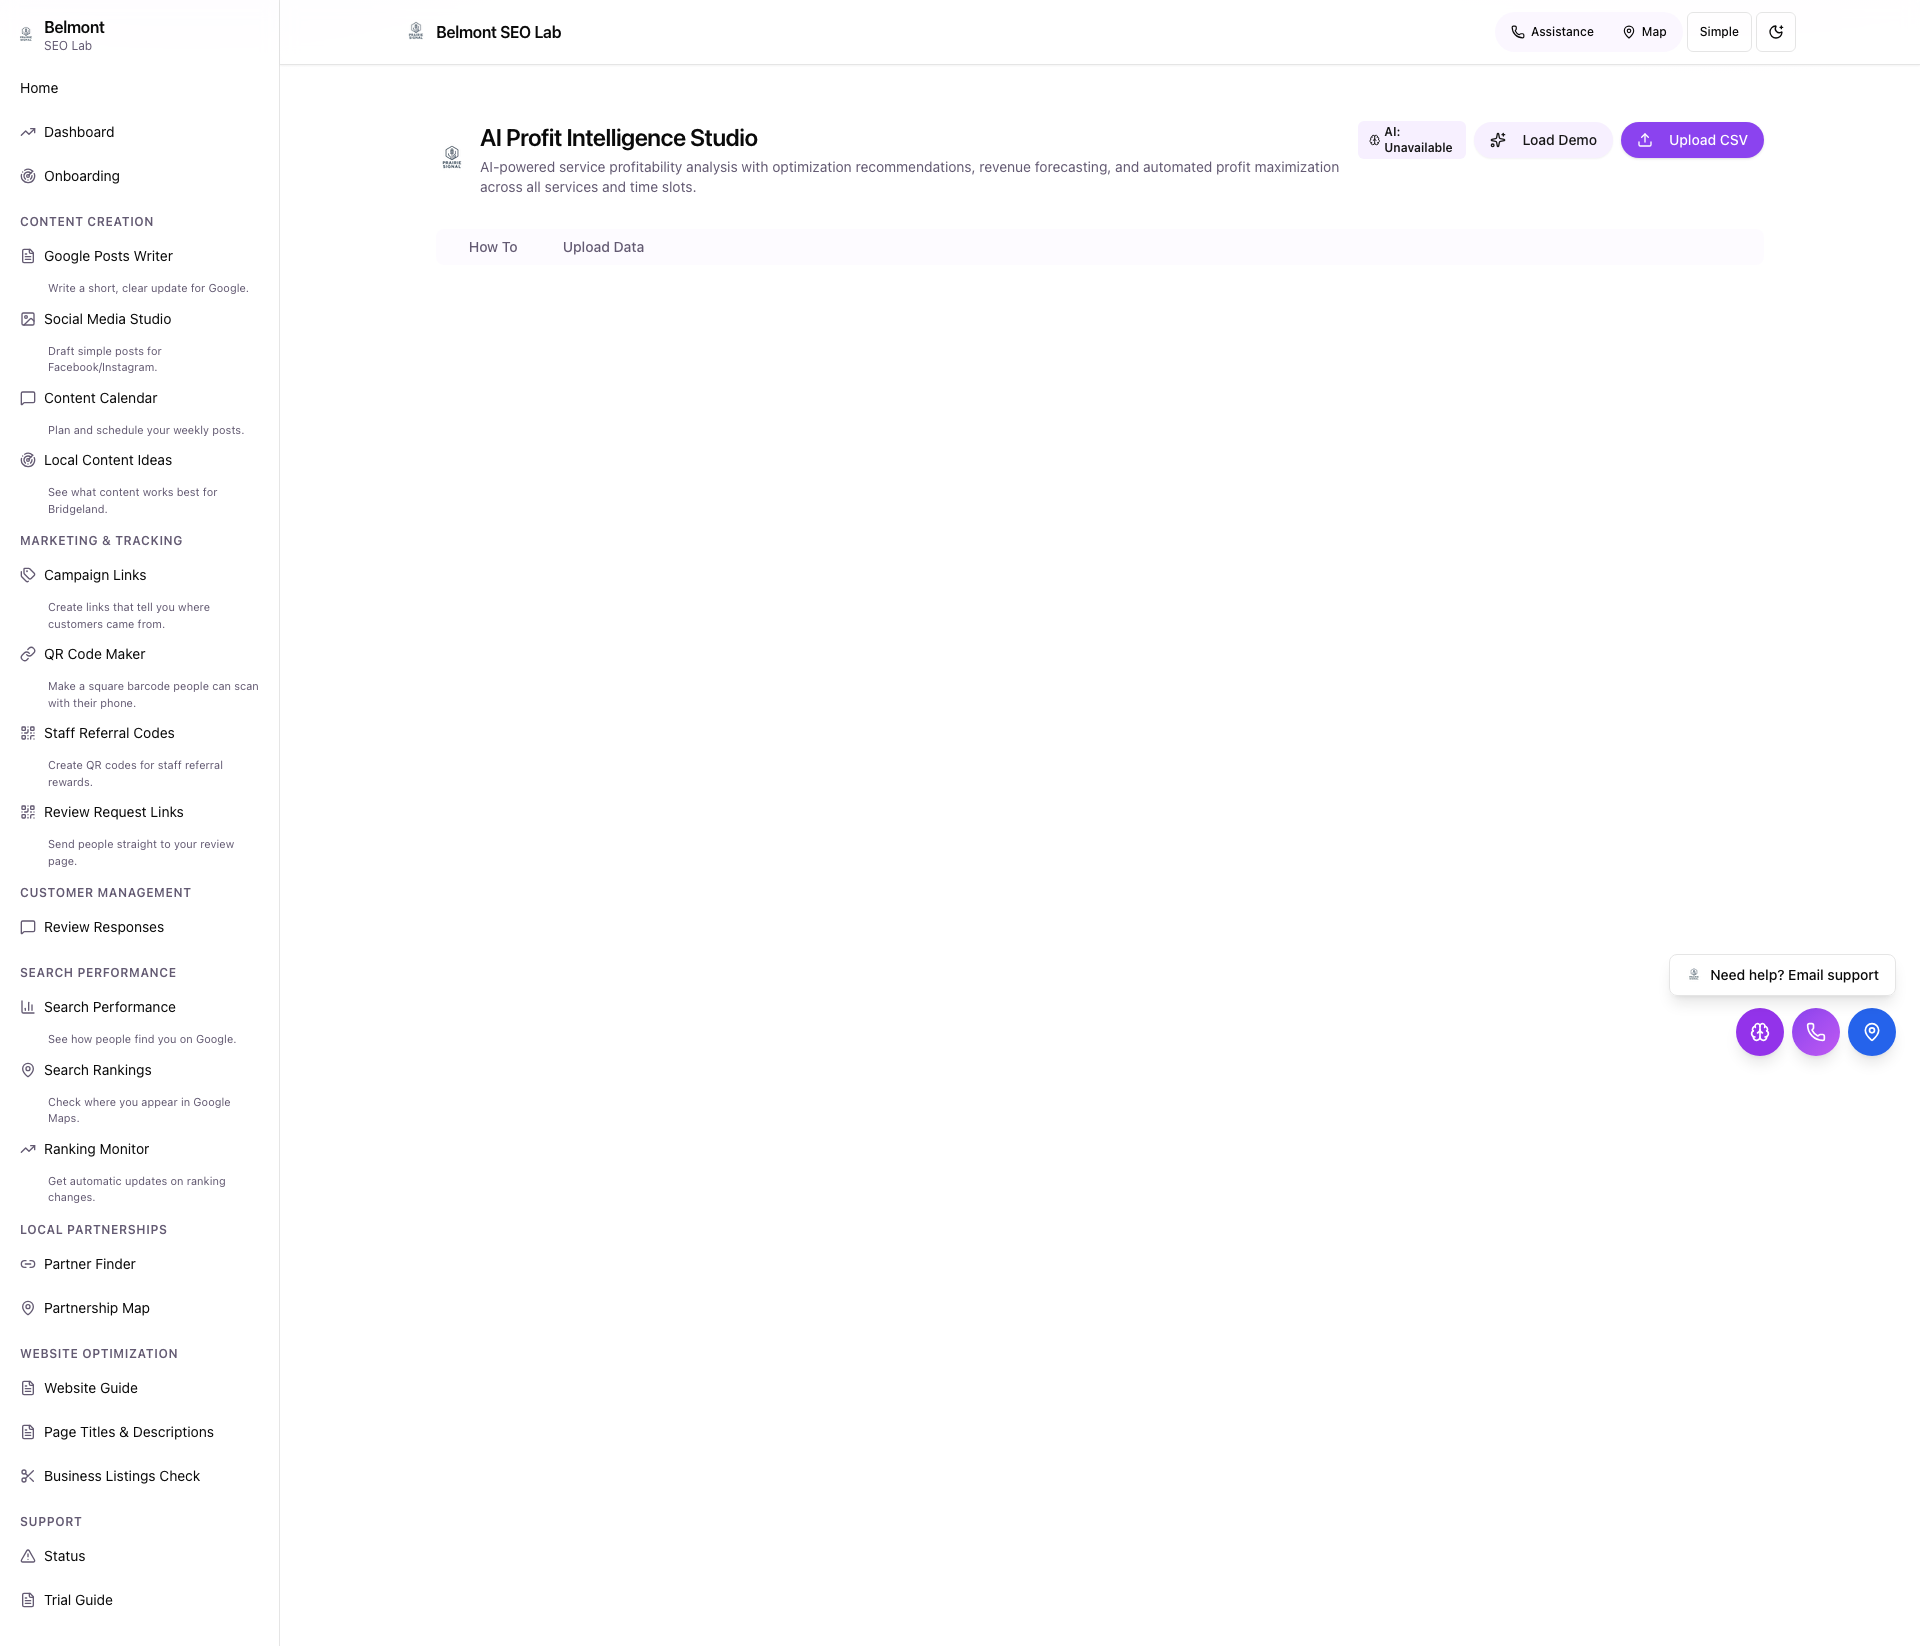 Belmont
SEO Lab
Home
Dashboard
Onboarding
CONTENT CREATION
Google Posts Writer
Write a short, clear update for Google.
Social Media Studio
Draft simple posts for
Facebook/Instagram.
Content Calendar
Plan and schedule your weekly posts.
Local Content Ideas
See what content works best for
Bridgeland.
MARKETING & TRACKING
Campaign Links
Create links that tell you where
customers came from.
QR Code Maker
Make a square barcode people can scan
with their phone.
Staff Referral Codes
Create QR codes for staff referral
rewards.
Review Request Links
Send people straight to your review
page.
CUSTOMER MANAGEMENT
Review Responses
SEARCH PERFORMANCE
Search Performance
See how people find you on Google.
Search Rankings
Check where you appear in Google
Maps.
Ranking Monitor
Get automatic updates on ranking
changes.
LOCAL PARTNERSHIPS
Partner Finder
Partnership Map
WEBSITE OPTIMIZATION
Website Guide
Page Titles & Descriptions
Business Listings Check
SUPPORT
Status
Trial Guide
Belmont SEO Lab
Assistance
Map
Simple
PRAIRIE
SIGNAL
AI Profit Intelligence Studio
AI-powered service profitability analysis with optimization recommendations, revenue forecasting, and automated profit maximization
across all services and time slots.
AI:
Unavailable
Load Demo
Upload CSV
How To
Upload Data
Need help? Email support